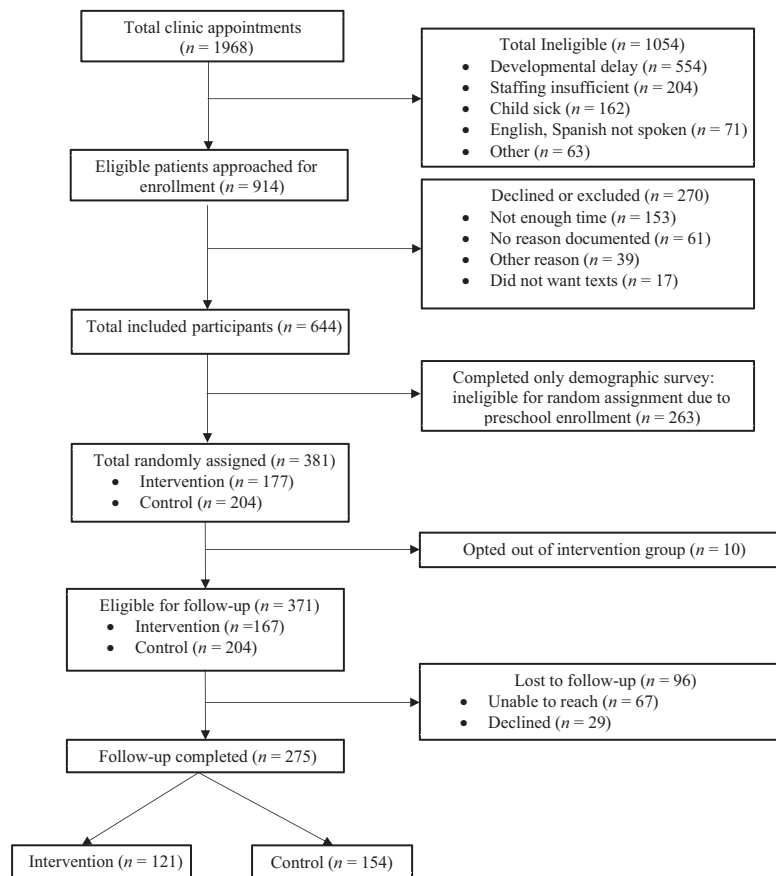 Total clinic appointments
(n = 1968)
Total Ineligible (n = 1054)
• Developmental delay (n = 554)
• Staffing insufficient (n = 204)
• Child sick (n = 162)
• English, Spanish not spoken (n = 71)
• Other (n = 63)
Eligible patients approached for
enrollment (n = 914)
Declined or excluded (n = 270)
• Not enough time (n = 153)
• No reason documented (n = 61)
• Other reason (n = 39)
• Did not want texts (n = 17)
Total included participants (n = 644)
Completed only demographic survey:
ineligible for random assignment due to
preschool enrollment (n = 263)
Total randomly assigned (n = 381)
• Intervention (n = 177)
• Control (n = 204)
Opted out of intervention group (n = 10)
Eligible for follow-up (n = 371)
• Intervention (n =167)
• Control (n = 204)
Lost to follow-up (n = 96)
• Unable to reach (n = 67)
• Declined (n = 29)
Follow-up completed (n = 275)
Intervention (n = 121)
Control (n = 154)